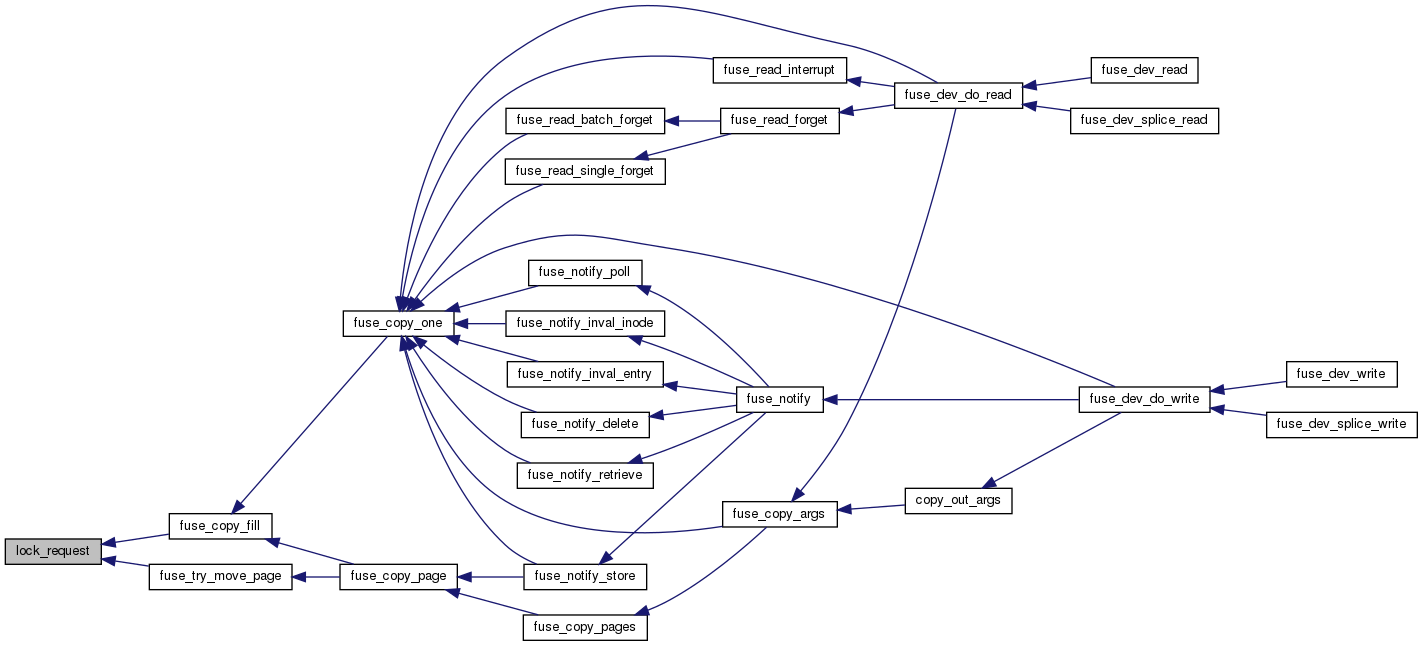 fuse_read_interrupt
fuse_dev_read
fuse_dev_do_read
fuse_read_batch_forget
fuse_read_forget
fuse_dev_splice_read
fuse_read_single_forget
fuse_notify_poll
fuse_copy_one
fuse_notify_inval_inode
fuse_notify_inval_entry
fuse_dev_write
fuse_notify
fuse_dev_do_write
fuse_notify_delete
fuse_dev_splice_write
fuse_notify_retrieve
copy_out_args
fuse_copy_args
fuse_copy_fill
lock_request
fuse_try_move_page
fuse_copy_page
fuse_notify_store
fuse_copy_pages